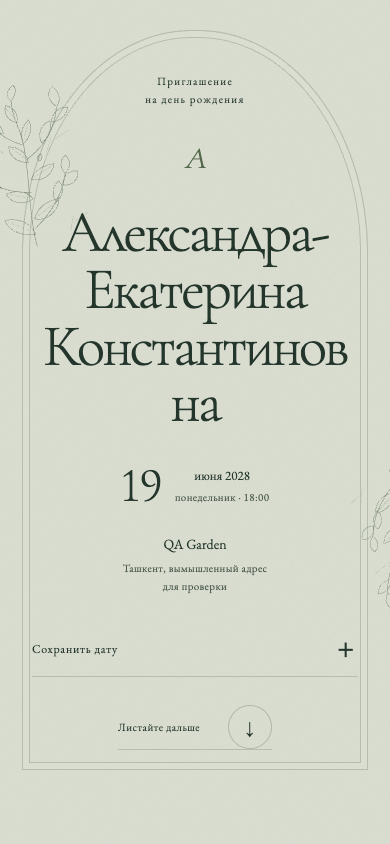 Приглашение
на день рождения
А
Александра-
Екатерина
Константинов
на
19
июня 2028
понедельник · 18:00
QA Garden
Ташкент, вымышленный адрес
для проверки
Сохранить дату +
Листайте дальше ↓